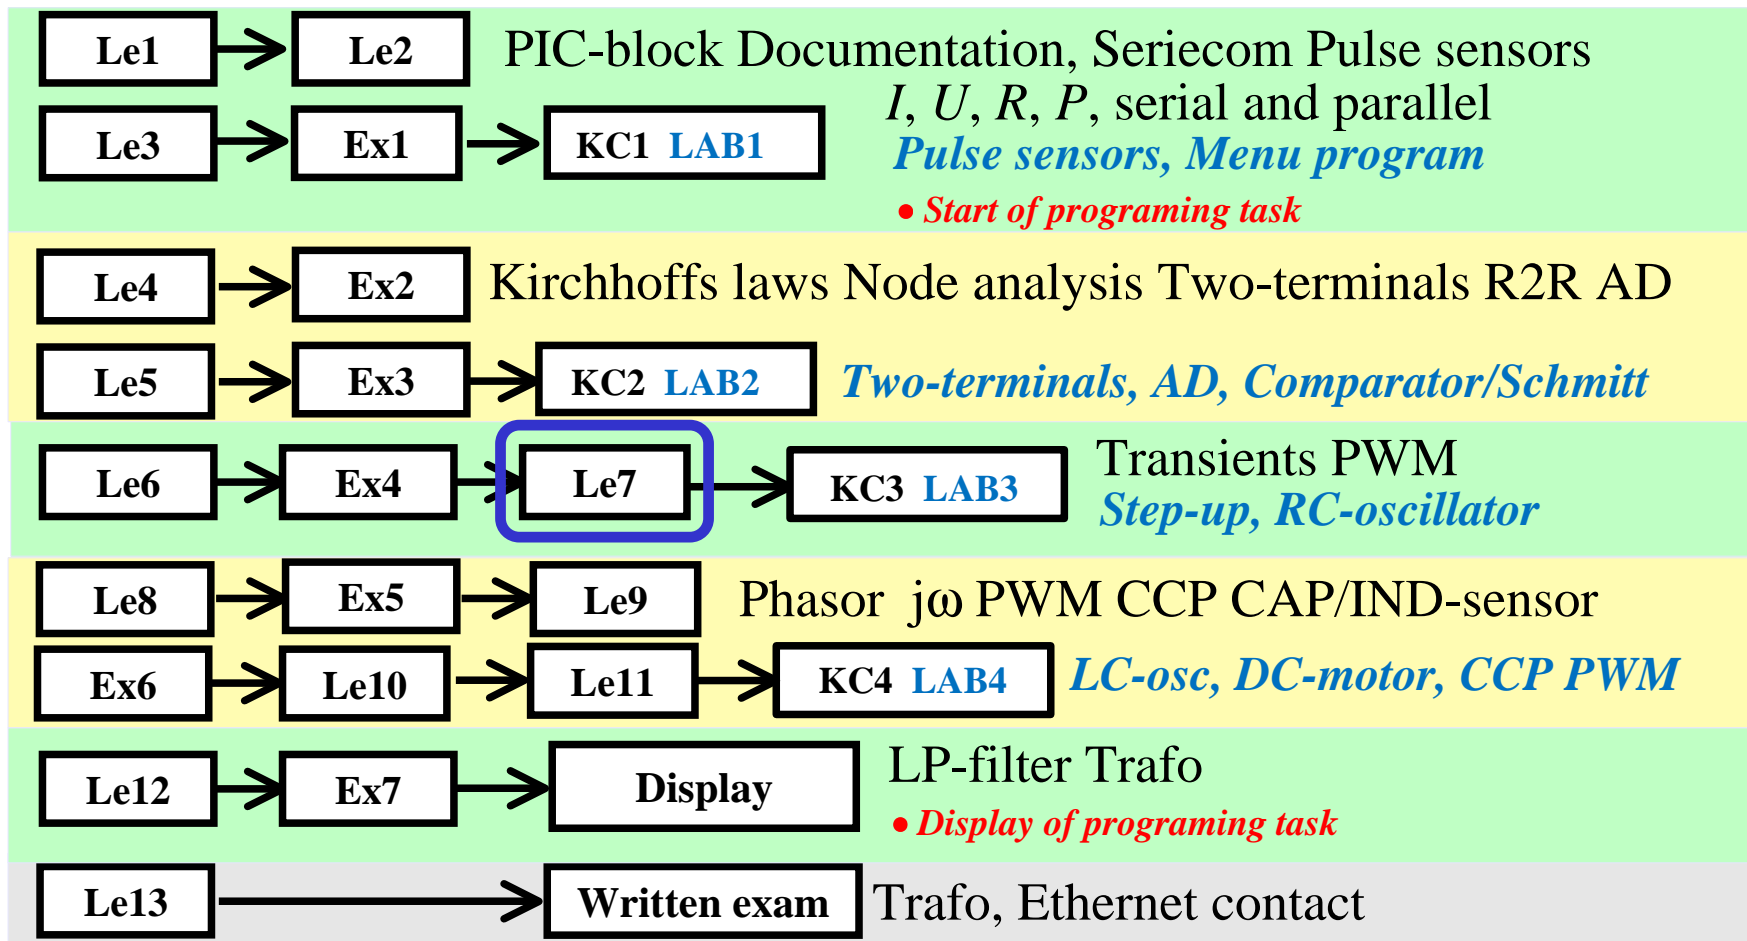 Le1 Le2 PIC-block Documentation, Seriecom Pulse sensors
I, U, R, P, serial and parallel
Le3 Ex1 KC1 LAB1 Pulse sensors, Menu program
• Start of programing task
Le4 Ex2 Kirchhoffs laws Node analysis Two-terminals R2R AD
Le5 Ex3 KC2 LAB2 Two-terminals, AD, Comparator/Schmitt
Le6 Ex4 Le7 KC3 LAB3 Transients PWM
Step-up, RC-oscillator
Le8 Ex5 Le9 Phasor jω PWM CCP CAP/IND-sensor
Ex6 Le10 Le11 KC4 LAB4 LC-osc, DC-motor, CCP PWM
Le12 Ex7 Display LP-filter Trafo
• Display of programing task
Le13 Written exam Trafo, Ethernet contact